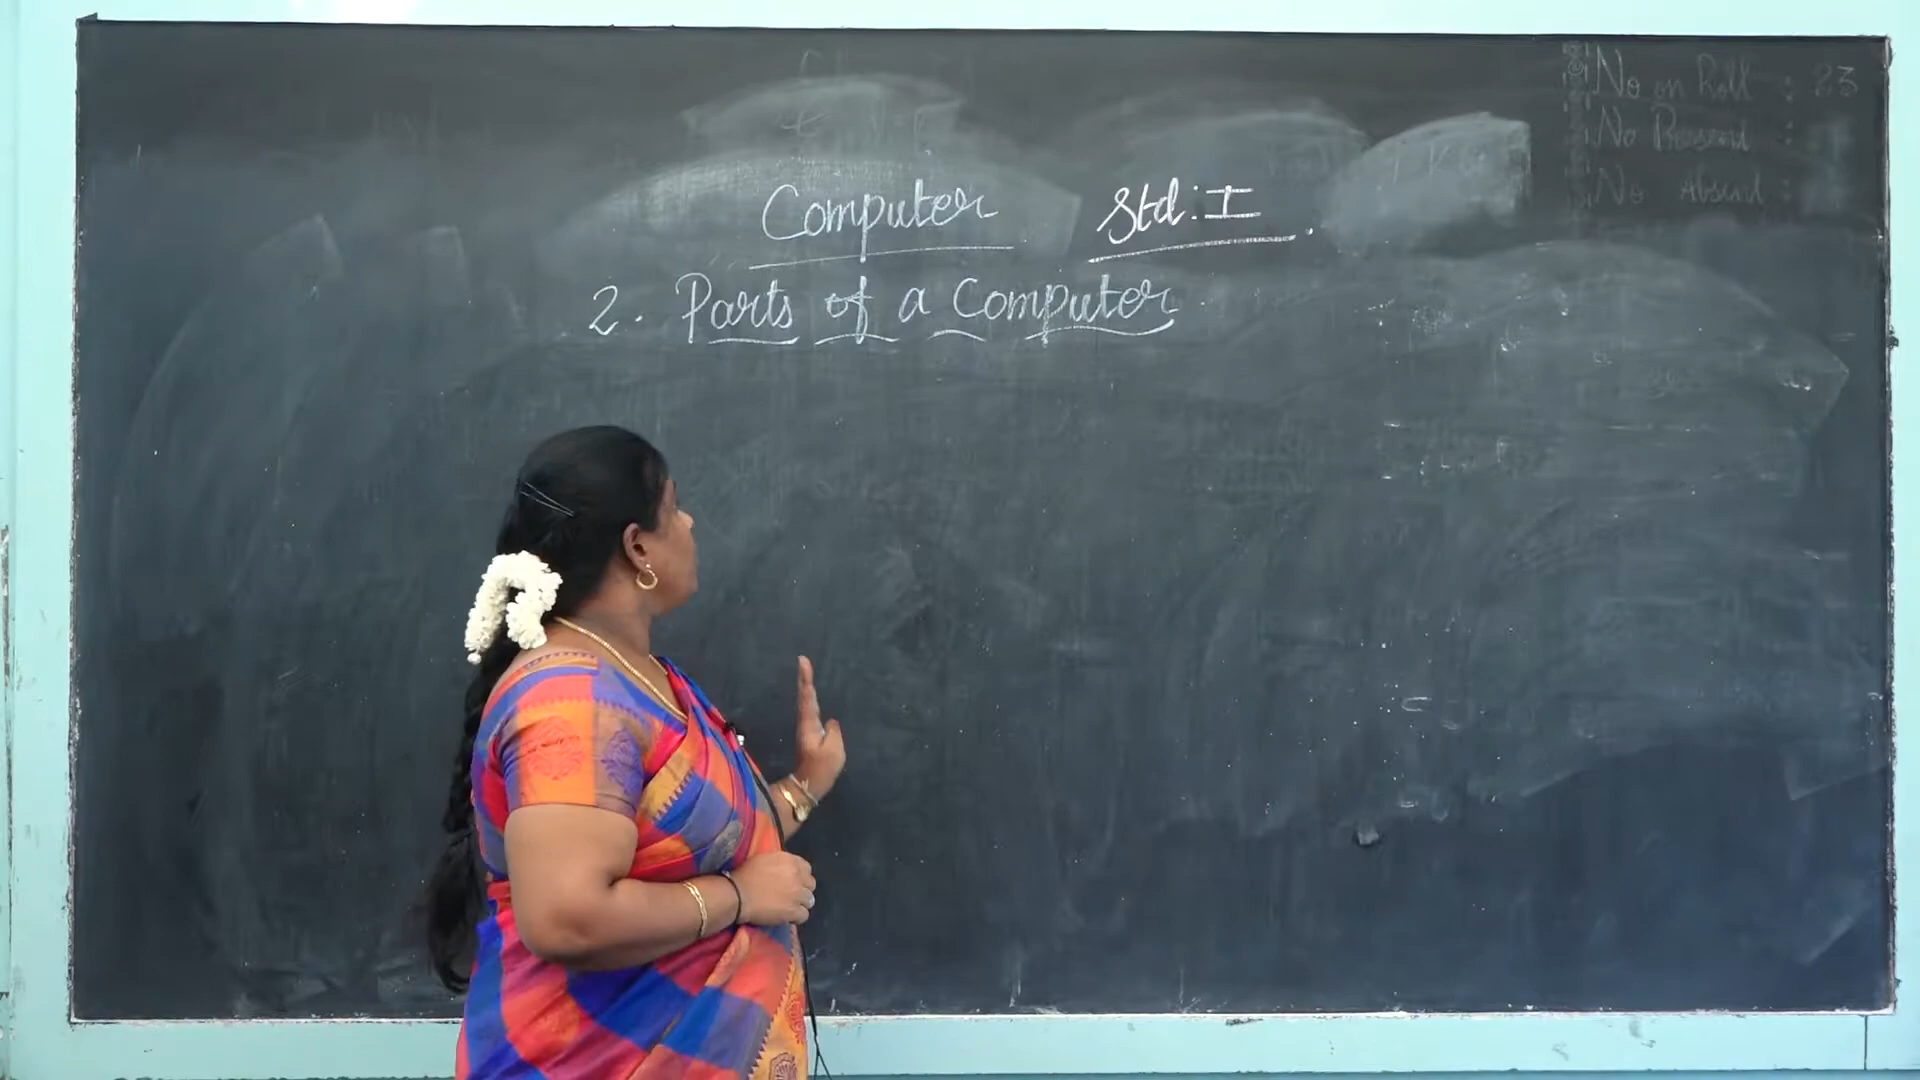 Computer Std: I
2. Parts of a Computer
No on Roll : 23
No Present :
No Absent :